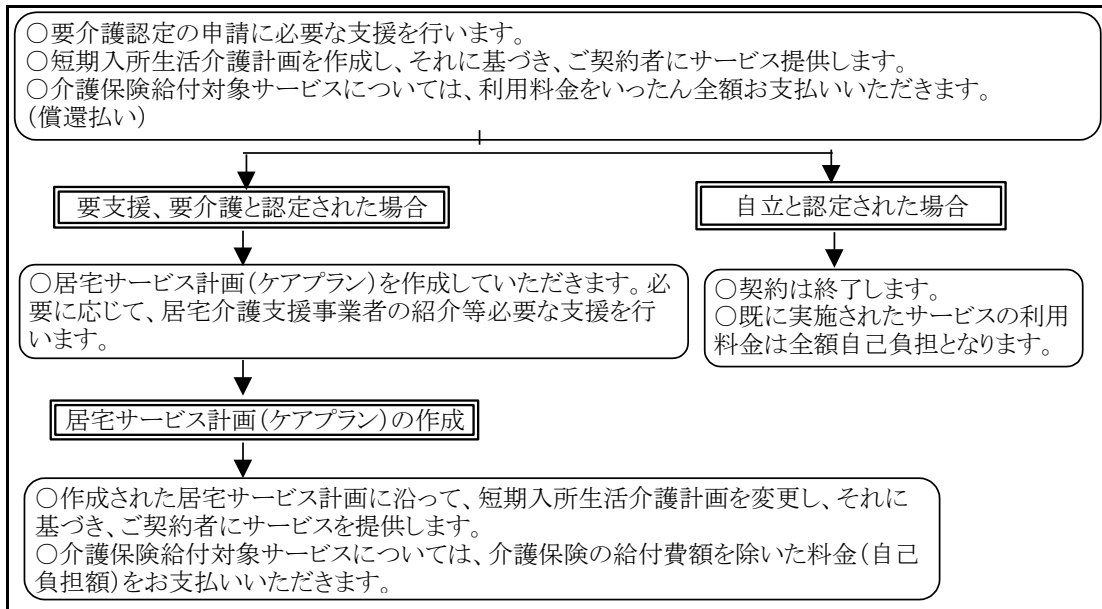 ○要介護認定の申請に必要な支援を行います。
○短期入所生活介護計画を作成し、それに基づき、ご契約者にサービス提供します。
○介護保険給付対象サービスについては、利用料金をいったん全額お支払いいただきます。
(償還払い)
要支援、要介護と認定された場合
自立と認定された場合
○居宅サービス計画(ケアプラン)を作成していただきます。必
要に応じて、居宅介護支援事業者の紹介等必要な支援を行
います。
○契約は終了します。
○既に実施されたサービスの利用
料金は全額自己負担となります。
居宅サービス計画(ケアプラン)の作成
○作成された居宅サービス計画に沿って、短期入所生活介護計画を変更し、それに
基づき、ご契約者にサービスを提供します。
○介護保険給付対象サービスについては、介護保険の給付費額を除いた料金(自己
負担額)をお支払いいただきます。